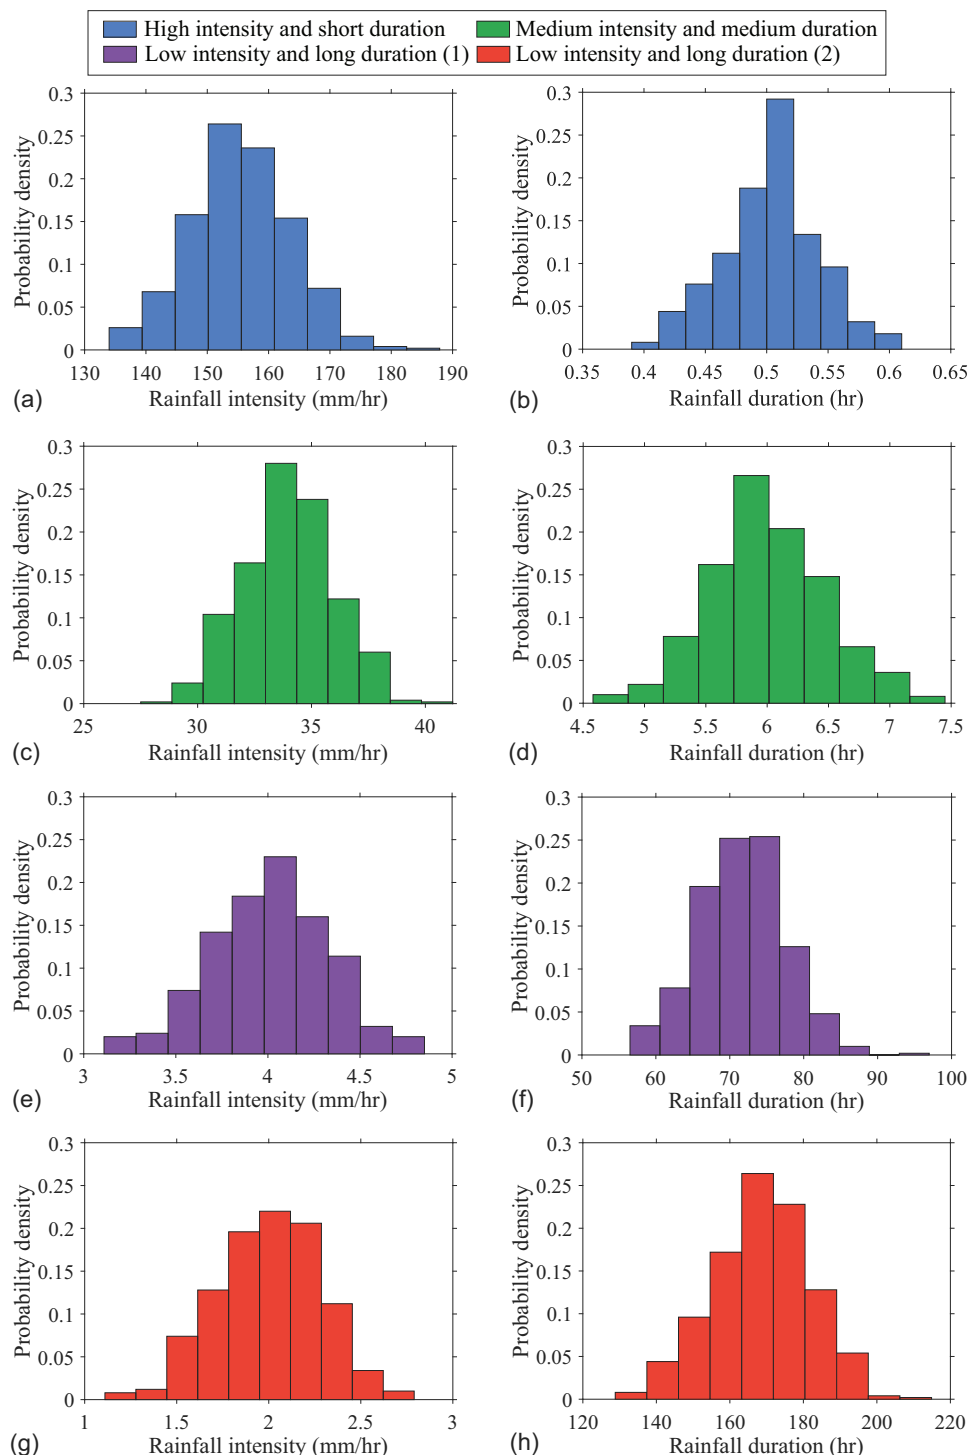 High intensity and short duration
Medium intensity and medium duration
Low intensity and long duration (1)
Low intensity and long duration (2)
0.3
0.25
0.2
0.15
0.1
0.05
0
Probability density
130 140 150 160 170 180 190
(a) Rainfall intensity (mm/hr)
0.3
0.25
0.2
0.15
0.1
0.05
0
Probability density
0.35 0.4 0.45 0.5 0.55 0.6 0.65
(b) Rainfall duration (hr)
0.3
0.25
0.2
0.15
0.1
0.05
0
Probability density
25 30 35 40
(c) Rainfall intensity (mm/hr)
0.3
0.25
0.2
0.15
0.1
0.05
0
Probability density
4.5 5 5.5 6 6.5 7 7.5
(d) Rainfall duration (hr)
0.3
0.25
0.2
0.15
0.1
0.05
0
Probability density
3 3.5 4 4.5 5
(e) Rainfall intensity (mm/hr)
0.3
0.25
0.2
0.15
0.1
0.05
0
Probability density
50 60 70 80 90 100
(f) Rainfall duration (hr)
0.3
0.25
0.2
0.15
0.1
0.05
0
Probability density
1 1.5 2 2.5 3
(g) Rainfall intensity (mm/hr)
0.3
0.25
0.2
0.15
0.1
0.05
0
Probability density
120 140 160 180 200 220
(h) Rainfall duration (hr)